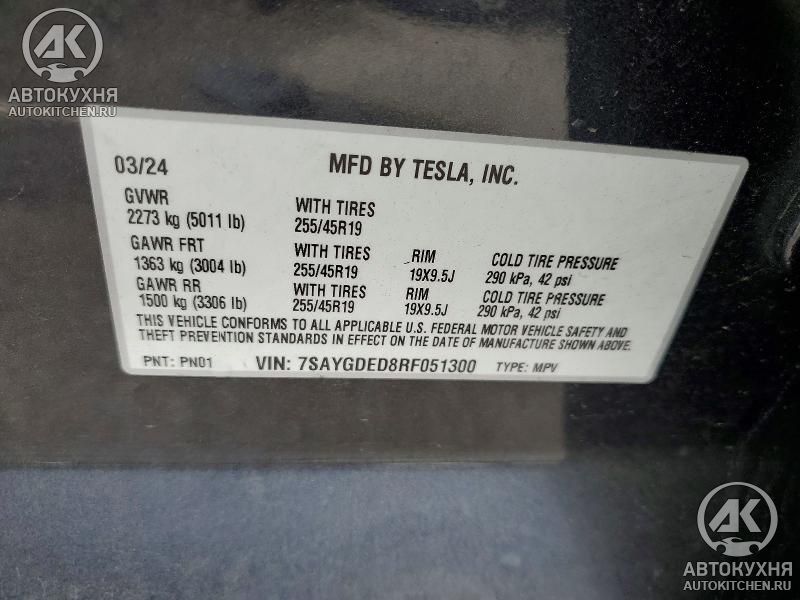 AK
АВТОКУХНЯ
AUTOKITCHEN.RU
03/24 MFD BY TESLA, INC.
GVWR
2273 kg (5011 lb) WITH TIRES
255/45R19
GAWR FRT
1363 kg (3004 lb) WITH TIRES
255/45R19 RIM
19X9.5J COLD TIRE PRESSURE
290 kPa, 42 psi
GAWR RR
1500 kg (3306 lb) WITH TIRES
255/45R19 RIM
19X9.5J COLD TIRE PRESSURE
290 kPa, 42 psi
THIS VEHICLE CONFORMS TO ALL APPLICABLE U.S. FEDERAL MOTOR VEHICLE SAFETY AND
THEFT PREVENTION STANDARDS IN EFFECT ON THE DATE OF MANUFACTURE SHOWN ABOVE.
PNT: PN01 VIN: 7SAYGDED8RF051300 TYPE: MPV
AK
АВТОКУХНЯ
AUTOKITCHEN.RU